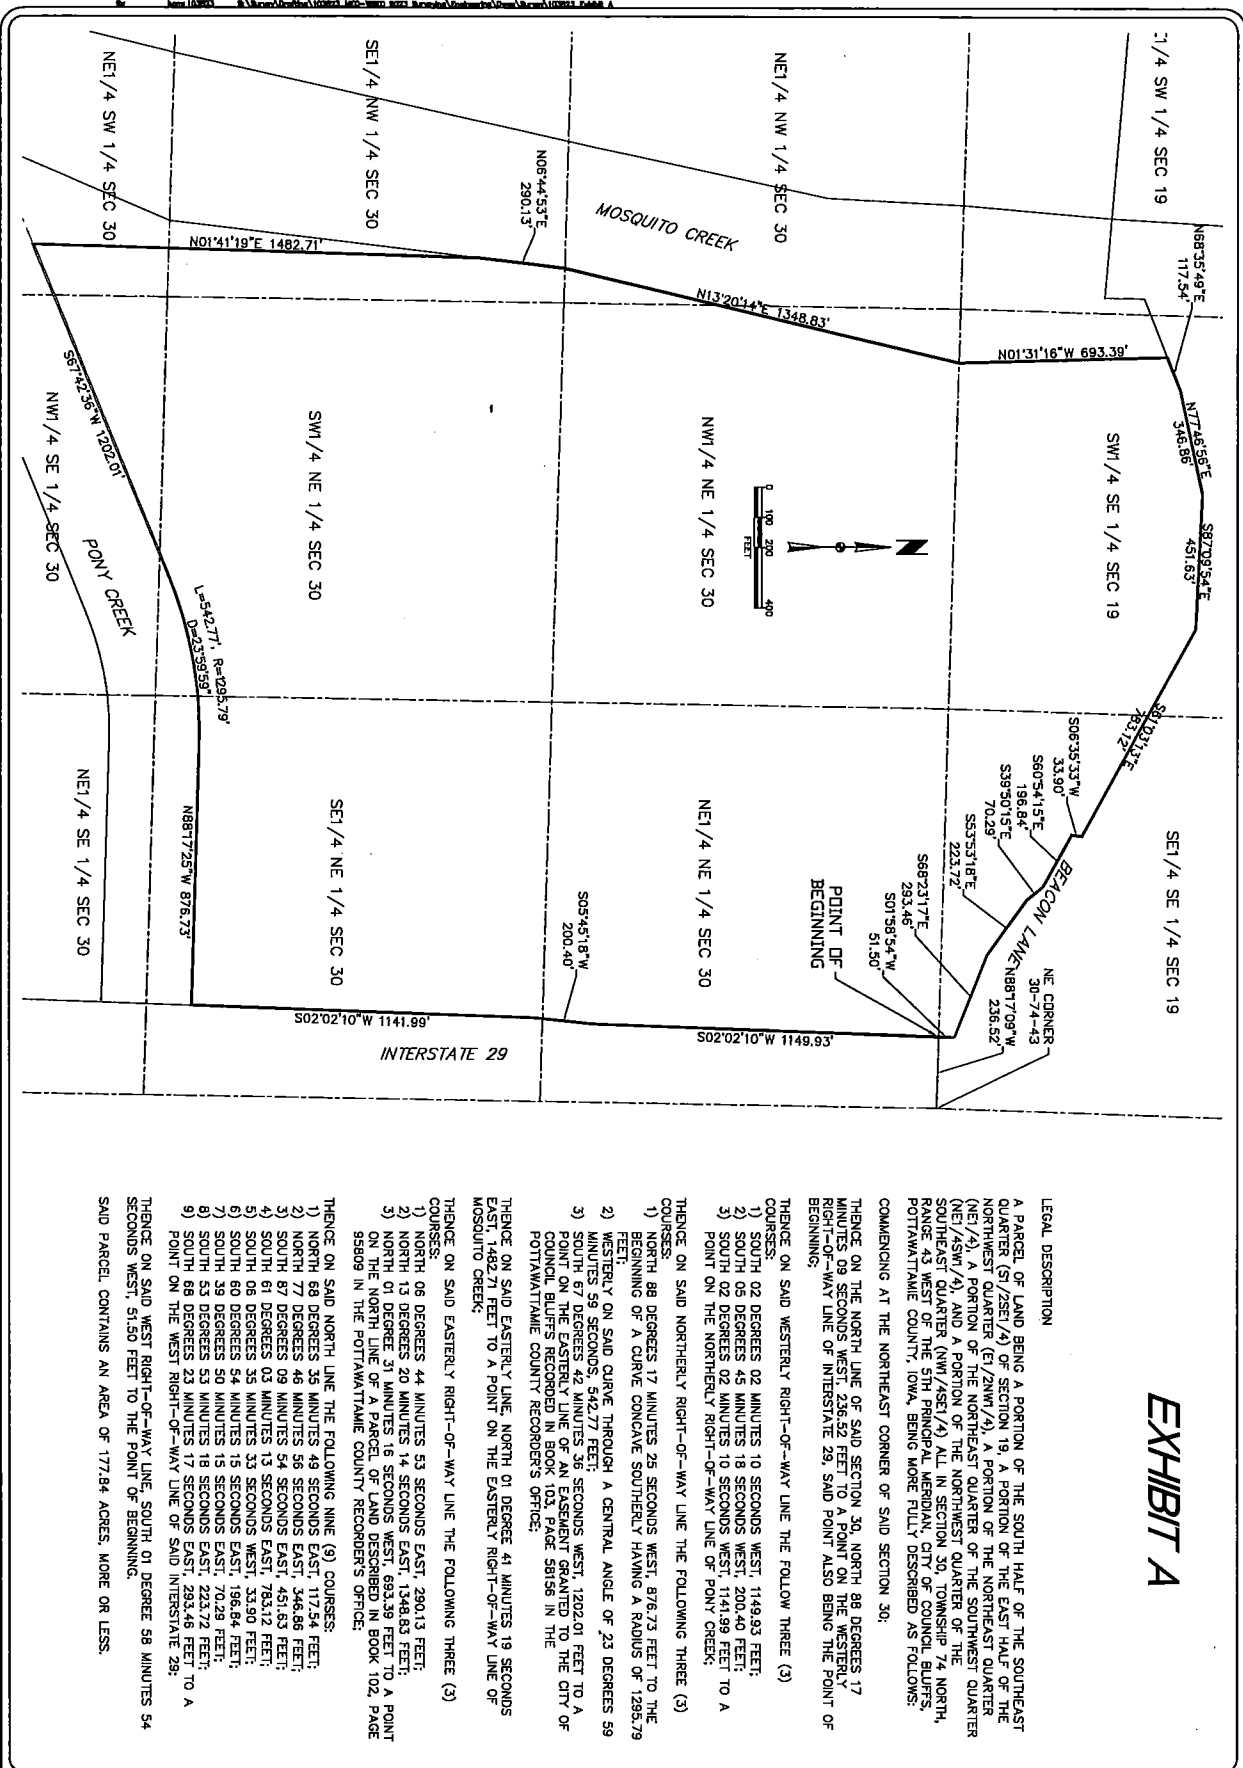 EXHIBIT A
LEGAL DESCRIPTION
A PARCEL OF LAND BEING A PORTION OF THE SOUTH HALF OF THE SOUTHEAST
QUARTER (S1/2SE1/4) OF SECTION 19, A PORTION OF THE EAST HALF OF THE
NORTHWEST QUARTER (E1/2NW1/4), A PORTION OF THE NORTHEAST QUARTER
(NE1/4), A PORTION OF THE NORTHEAST QUARTER OF THE SOUTHWEST QUARTER
(NE1/4SW1/4), AND A PORTION OF THE NORTHWEST QUARTER OF THE
SOUTHEAST QUARTER (NW1/4SE1/4) ALL IN SECTION 30, TOWNSHIP 74 NORTH,
RANGE 43 WEST OF THE 5TH PRINCIPAL MERIDIAN, CITY OF COUNCIL BLUFFS,
POTTAWATTAMIE COUNTY, IOWA, BEING MORE FULLY DESCRIBED AS FOLLOWS:
COMMENCING AT THE NORTHEAST CORNER OF SAID SECTION 30;
THENCE ON THE NORTH LINE OF SAID SECTION 30, NORTH 88 DEGREES 17
MINUTES 09 SECONDS WEST, 236.52 FEET TO A POINT ON THE WESTERLY
RIGHT-OF-WAY LINE OF INTERSTATE 29, SAID POINT ALSO BEING THE POINT OF
BEGINNING;
THENCE ON SAID WESTERLY RIGHT-OF-WAY LINE THE FOLLOW THREE (3)
COURSES:
1) SOUTH 02 DEGREES 02 MINUTES 10 SECONDS WEST, 1149.93 FEET;
2) SOUTH 05 DEGREES 45 MINUTES 18 SECONDS WEST, 200.40 FEET;
3) SOUTH 02 DEGREES 02 MINUTES 10 SECONDS WEST, 1141.99 FEET TO A
POINT ON THE NORTHERLY RIGHT-OF-WAY LINE OF PONY CREEK;
THENCE ON SAID NORTHERLY RIGHT-OF-WAY LINE THE FOLLOWING THREE (3)
COURSES:
1) NORTH 88 DEGREES 17 MINUTES 25 SECONDS WEST, 876.73 FEET TO THE
BEGINNING OF A CURVE CONCAVE SOUTHERLY HAVING A RADIUS OF 1295.79
FEET;
2) WESTERLY ON SAID CURVE THROUGH A CENTRAL ANGLE OF 23 DEGREES 59
MINUTES 59 SECONDS, 542.77 FEET;
3) SOUTH 67 DEGREES 42 MINUTES 36 SECONDS WEST, 1202.01 FEET TO A
POINT ON THE EASTERLY LINE OF AN EASEMENT GRANTED TO THE CITY OF
COUNCIL BLUFFS RECORDED IN BOOK 103, PAGE 58156 IN THE
POTTAWATTAMIE COUNTY RECORDER'S OFFICE;
THENCE ON SAID EASTERLY LINE, NORTH 01 DEGREE 41 MINUTES 19 SECONDS
EAST, 1482.71 FEET TO A POINT ON THE EASTERLY RIGHT-OF-WAY LINE OF
MOSQUITO CREEK;
THENCE ON SAID EASTERLY RIGHT-OF-WAY LINE THE FOLLOWING THREE (3)
COURSES:
1) NORTH 06 DEGREES 44 MINUTES 53 SECONDS EAST, 290.13 FEET;
2) NORTH 13 DEGREES 20 MINUTES 14 SECONDS EAST, 1348.83 FEET;
3) NORTH 01 DEGREE 31 MINUTES 16 SECONDS WEST, 693.39 FEET TO A POINT
ON THE NORTH LINE OF A PARCEL OF LAND DESCRIBED IN BOOK 102, PAGE
95809 IN THE POTTAWATTAMIE COUNTY RECORDER'S OFFICE;
THENCE ON SAID NORTH LINE THE FOLLOWING NINE (9) COURSES:
1) NORTH 68 DEGREES 35 MINUTES 49 SECONDS EAST, 117.54 FEET;
2) NORTH 77 DEGREES 46 MINUTES 56 SECONDS EAST, 346.86 FEET;
3) SOUTH 87 DEGREES 09 MINUTES 54 SECONDS EAST, 451.63 FEET;
4) SOUTH 61 DEGREES 03 MINUTES 13 SECONDS EAST, 783.12 FEET;
5) SOUTH 06 DEGREES 35 MINUTES 33 SECONDS WEST, 33.90 FEET;
6) SOUTH 60 DEGREES 54 MINUTES 15 SECONDS EAST, 196.84 FEET;
7) SOUTH 39 DEGREES 50 MINUTES 15 SECONDS EAST, 70.29 FEET;
8) SOUTH 53 DEGREES 53 MINUTES 18 SECONDS EAST, 223.72 FEET;
9) SOUTH 68 DEGREES 23 MINUTES 17 SECONDS EAST, 293.46 FEET TO A
POINT ON THE WEST RIGHT-OF-WAY LINE OF SAID INTERSTATE 29;
THENCE ON SAID WEST RIGHT-OF-WAY LINE, SOUTH 01 DEGREE 58 MINUTES 54
SECONDS WEST, 51.50 FEET TO THE POINT OF BEGINNING.
SAID PARCEL CONTAINS AN AREA OF 177.84 ACRES, MORE OR LESS.
1/4 SW 1/4 SEC 19
SW1/4 SE 1/4 SEC 19
SE1/4 SE 1/4 SEC 19
N68°35'49"E
117.54'
N77°46'56"E
346.86'
S87°09'54"E
451.63'
S61°03'13"E
783.12'
S06°35'33"W
33.90'
S60°54'15"E
196.84'
S39°50'15"E
70.29'
S53°53'18"E
223.72'
S68°23'17"E
293.46'
S01°58'54"W
51.50'
BEACON LANE
NE CORNER
30-74-43
N88°17'09"W
236.52'
POINT OF
BEGINNING
N01°31'16"W 693.39'
NE1/4 NW 1/4 SEC 30
NW1/4 NE 1/4 SEC 30
NE1/4 NE 1/4 SEC 30
MOSQUITO CREEK
N13°20'14"E 1348.83'
N
0 100 200 400
FEET
S02°02'10"W 1149.93'
N06°44'53"E
290.13'
S05°45'18"W
200.40'
SE1/4 NW 1/4 SEC 30
SW1/4 NE 1/4 SEC 30
SE1/4 NE 1/4 SEC 30
N01°41'19"E 1482.71'
S02°02'10"W 1141.99'
INTERSTATE 29
L=542.77', R=1295.79'
D=23°59'59"
N88°17'25"W 876.73'
S67°42'36"W 1202.01'
PONY CREEK
NE1/4 SW 1/4 SEC 30
NW1/4 SE 1/4 SEC 30
NE1/4 SE 1/4 SEC 30